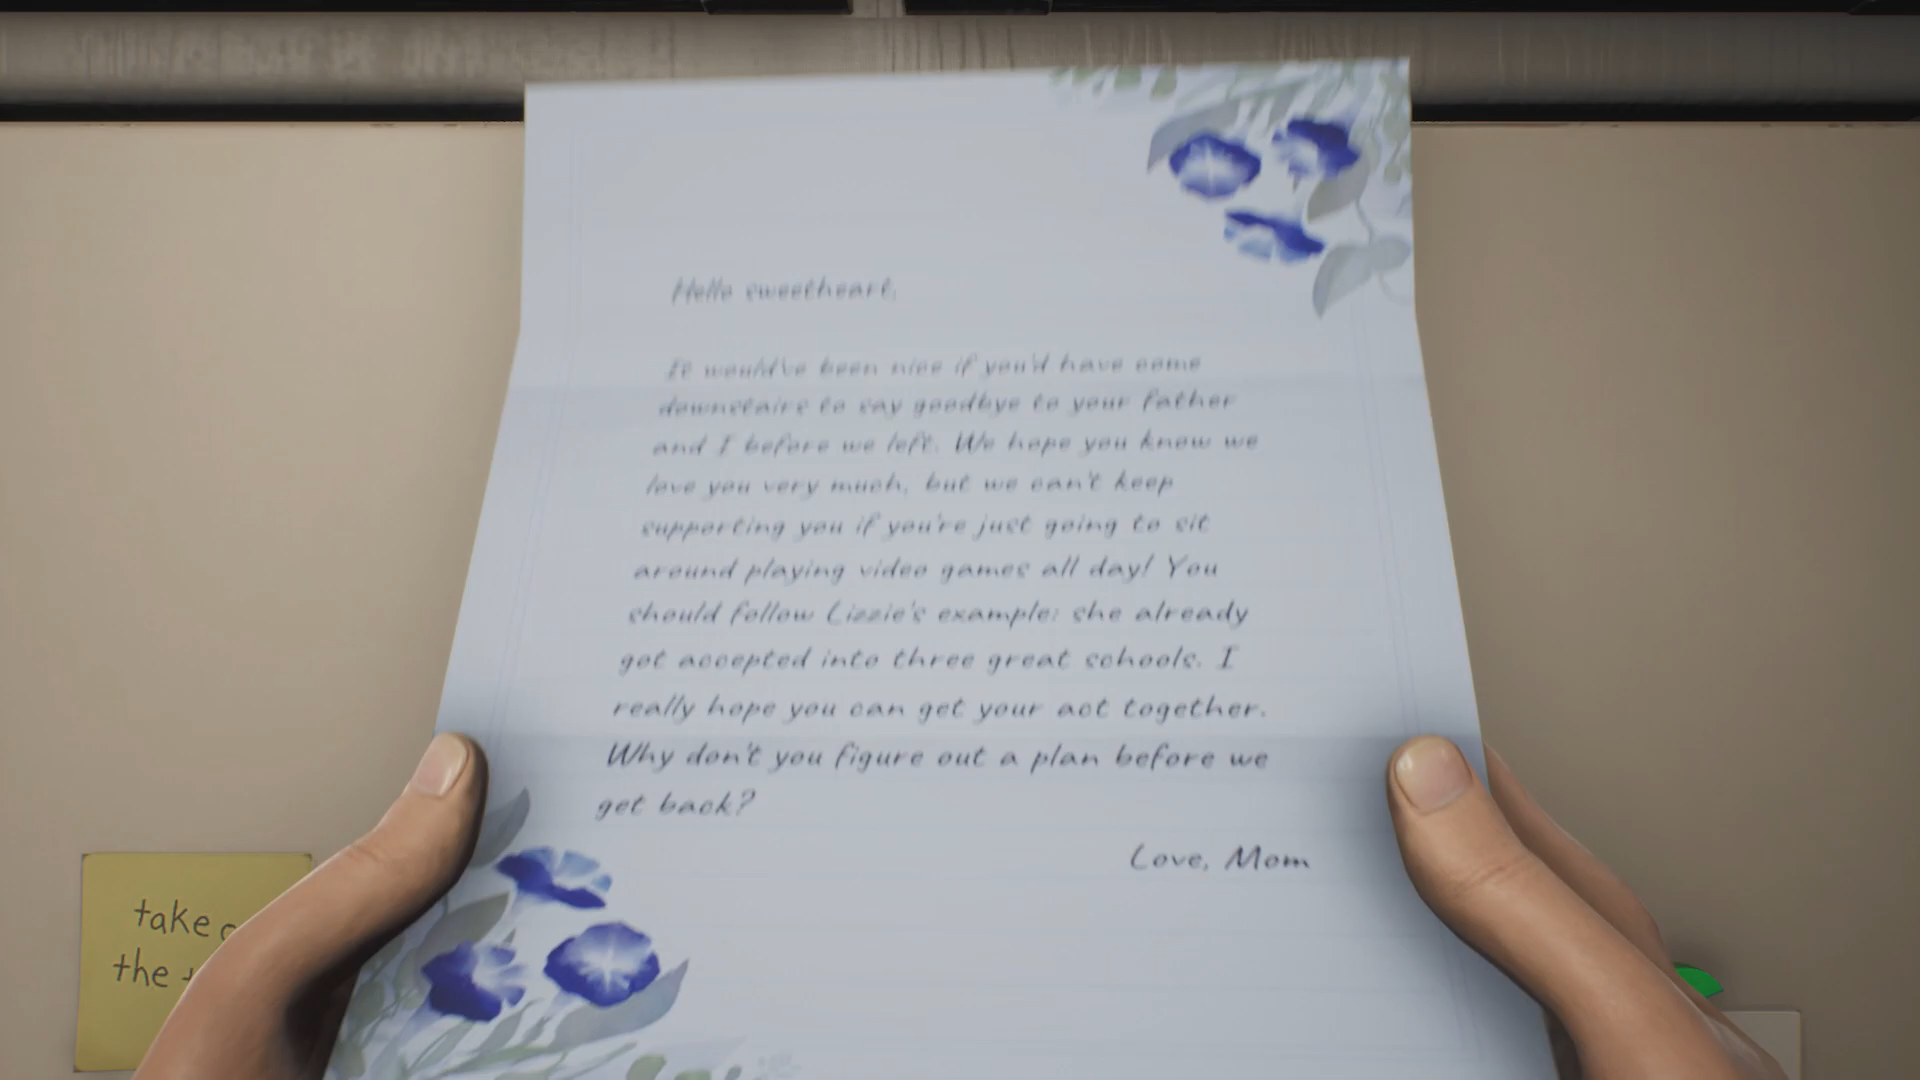 Hello sweetheart,
It would've been nice if you'd have come
downstairs to say goodbye to your father
and I before we left. We hope you know we
love you very much, but we can't keep
supporting you if you're just going to sit
around playing video games all day! You
should follow Lizzie's example: she already
got accepted into three great schools. I
really hope you can get your act together.
Why don't you figure out a plan before we
get back?
Love, Mom
take
the